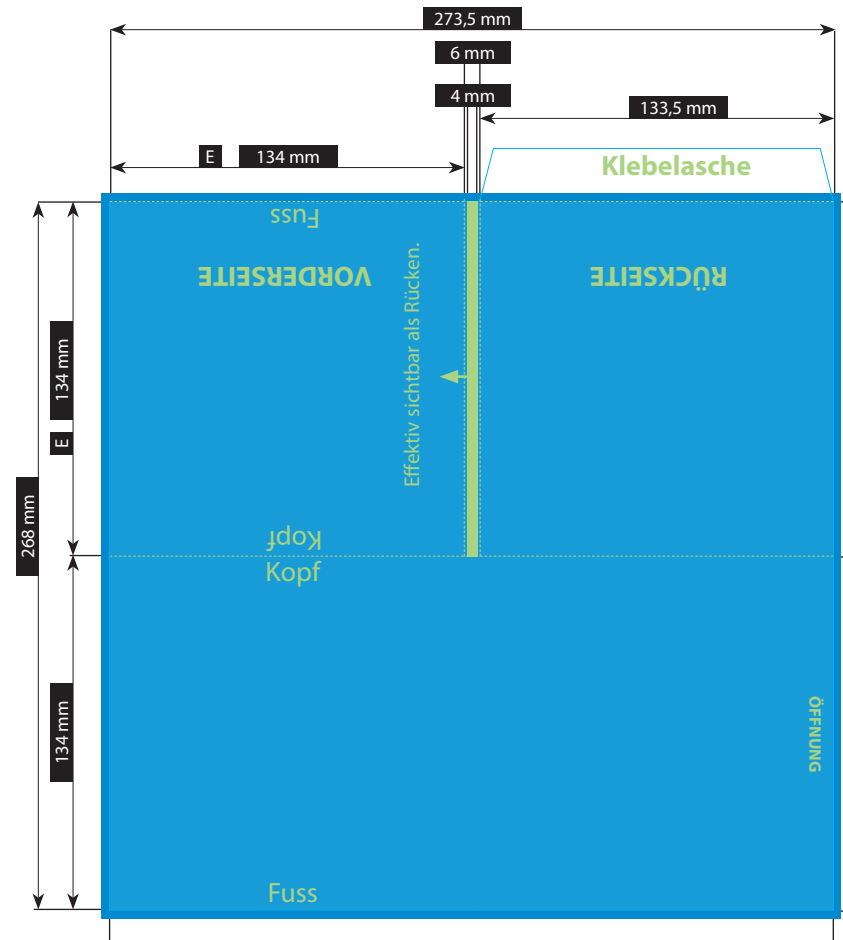 273,5 mm
6 mm
4 mm
133,5 mm
E 134 mm
Klebelasche
Fuss
VORDERSEITE
RÜCKSEITE
Effektiv sichtbar als Rücken.
134 mm
E
268 mm
Kopf
Kopf
134 mm
ÖFFNUNG
Fuss